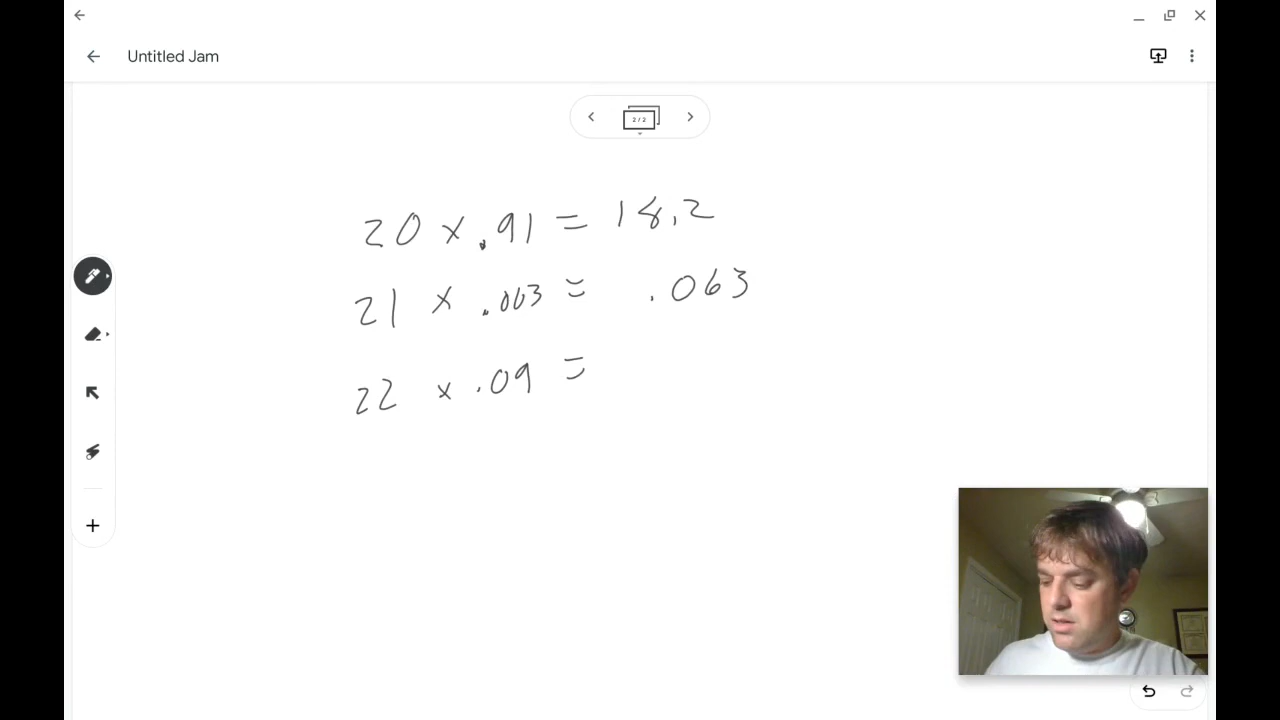 Untitled Jam
2 / 2
20 x .91 = 18.2
21 x .003 = .063
22 x .09 =